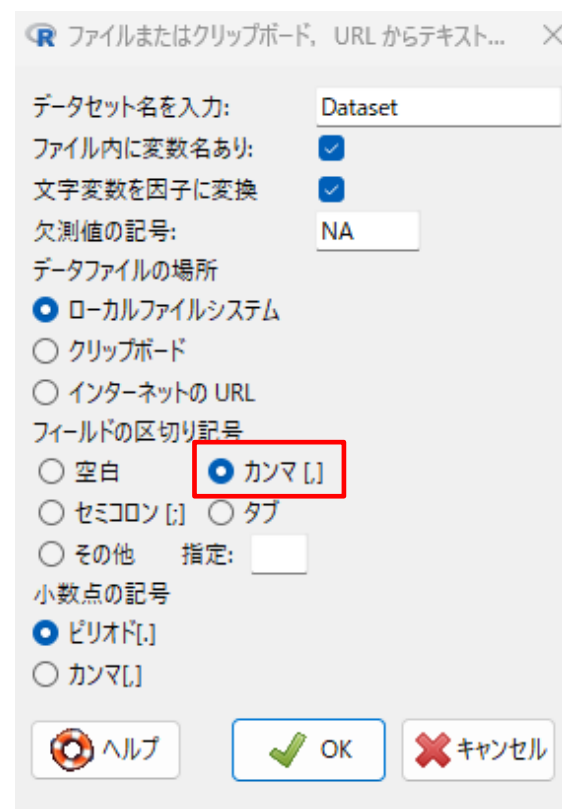 ファイルまたはクリップボード, URL からテキスト...
データセット名を入力: Dataset
ファイル内に変数名あり:
文字変数を因子に変換
欠測値の記号: NA
データファイルの場所
ローカルファイルシステム
クリップボード
インターネットの URL
フィールドの区切り記号
空白 カンマ [,]
セミコロン [;] タブ
その他 指定:
小数点の記号
ピリオド[.]
カンマ[,]
ヘルプ OK キャンセル